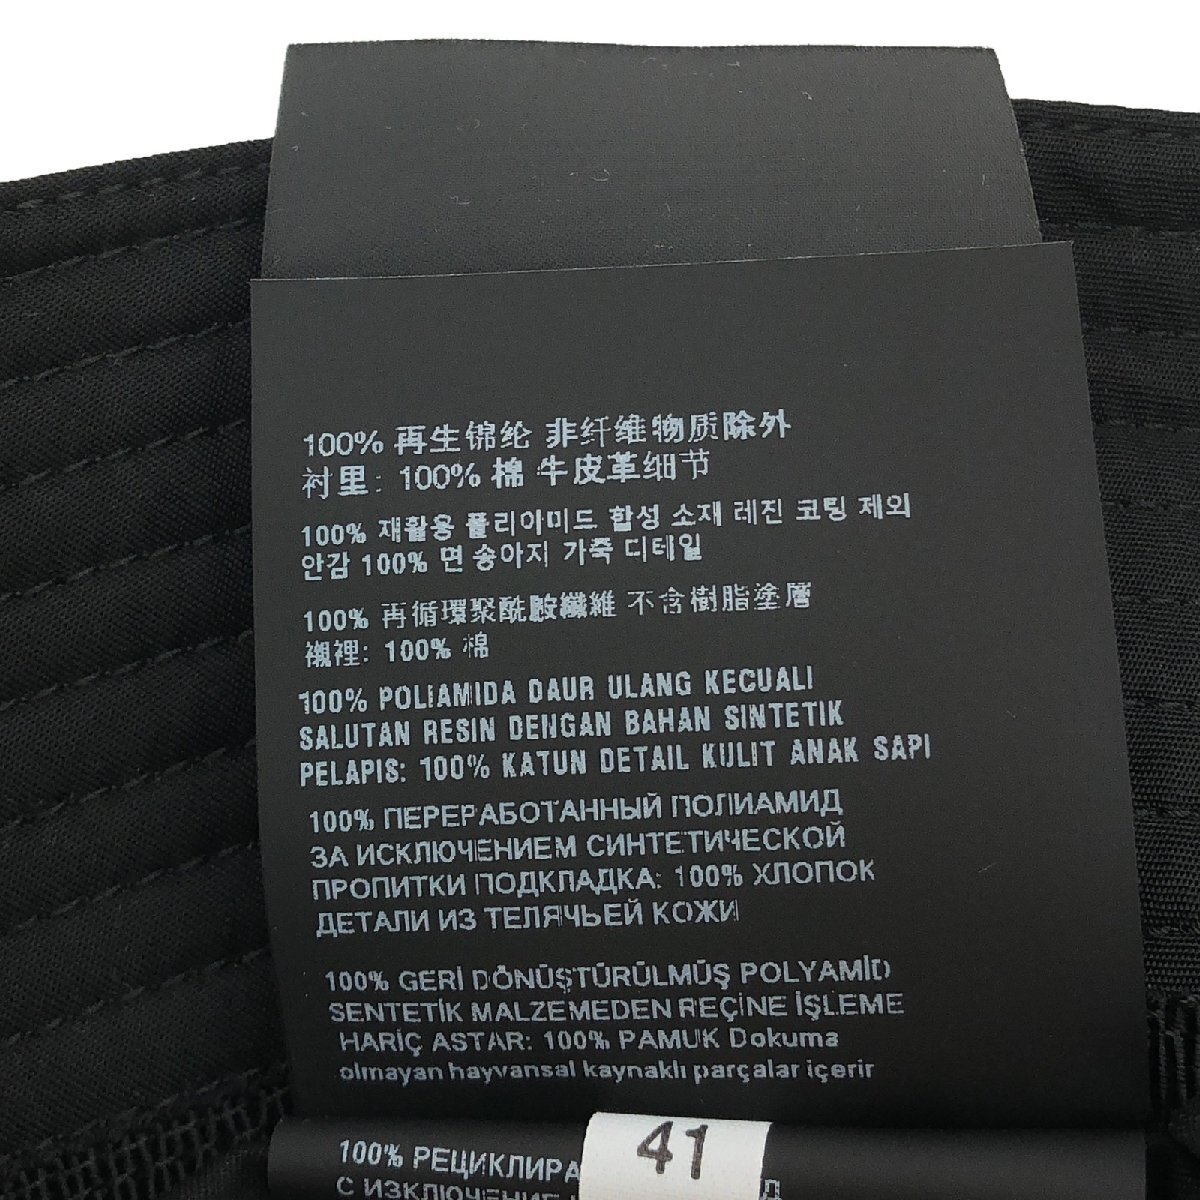 100% 再生锦纶 非纤维物质除外
衬里: 100% 棉 牛皮革细节
100% 재활용 폴리아미드 합성 소재 레진 코팅 제외
안감 100% 면 송아지 가죽 디테일
100% 再循環聚酰胺纖維 不含樹脂塗層
襯裡: 100% 棉
100% POLIAMIDA DAUR ULANG KECUALI
SALUTAN RESIN DENGAN BAHAN SINTETIK
PELAPIS: 100% KATUN DETAIL KULIT ANAK SAPI
100% ПЕРЕРАБОТАННЫЙ ПОЛИАМИД
ЗА ИСКЛЮЧЕНИЕМ СИНТЕТИЧЕСКОЙ
ПРОПИТКИ ПОДКЛАДКА: 100% ХЛОПОК
ДЕТАЛИ ИЗ ТЕЛЯЧЬЕЙ КОЖИ
100% GERİ DÖNÜŞTÜRÜLMÜŞ POLYAMİD
SENTETİK MALZEMEDEN REÇİNE İŞLEME
HARİÇ ASTAR: 100% PAMUK Dokuma
olmayan hayvansal kaynaklı parçalar içerir
100% РЕЦИКЛИРА
С ИЗКЛЮЧЕНИЕ
41